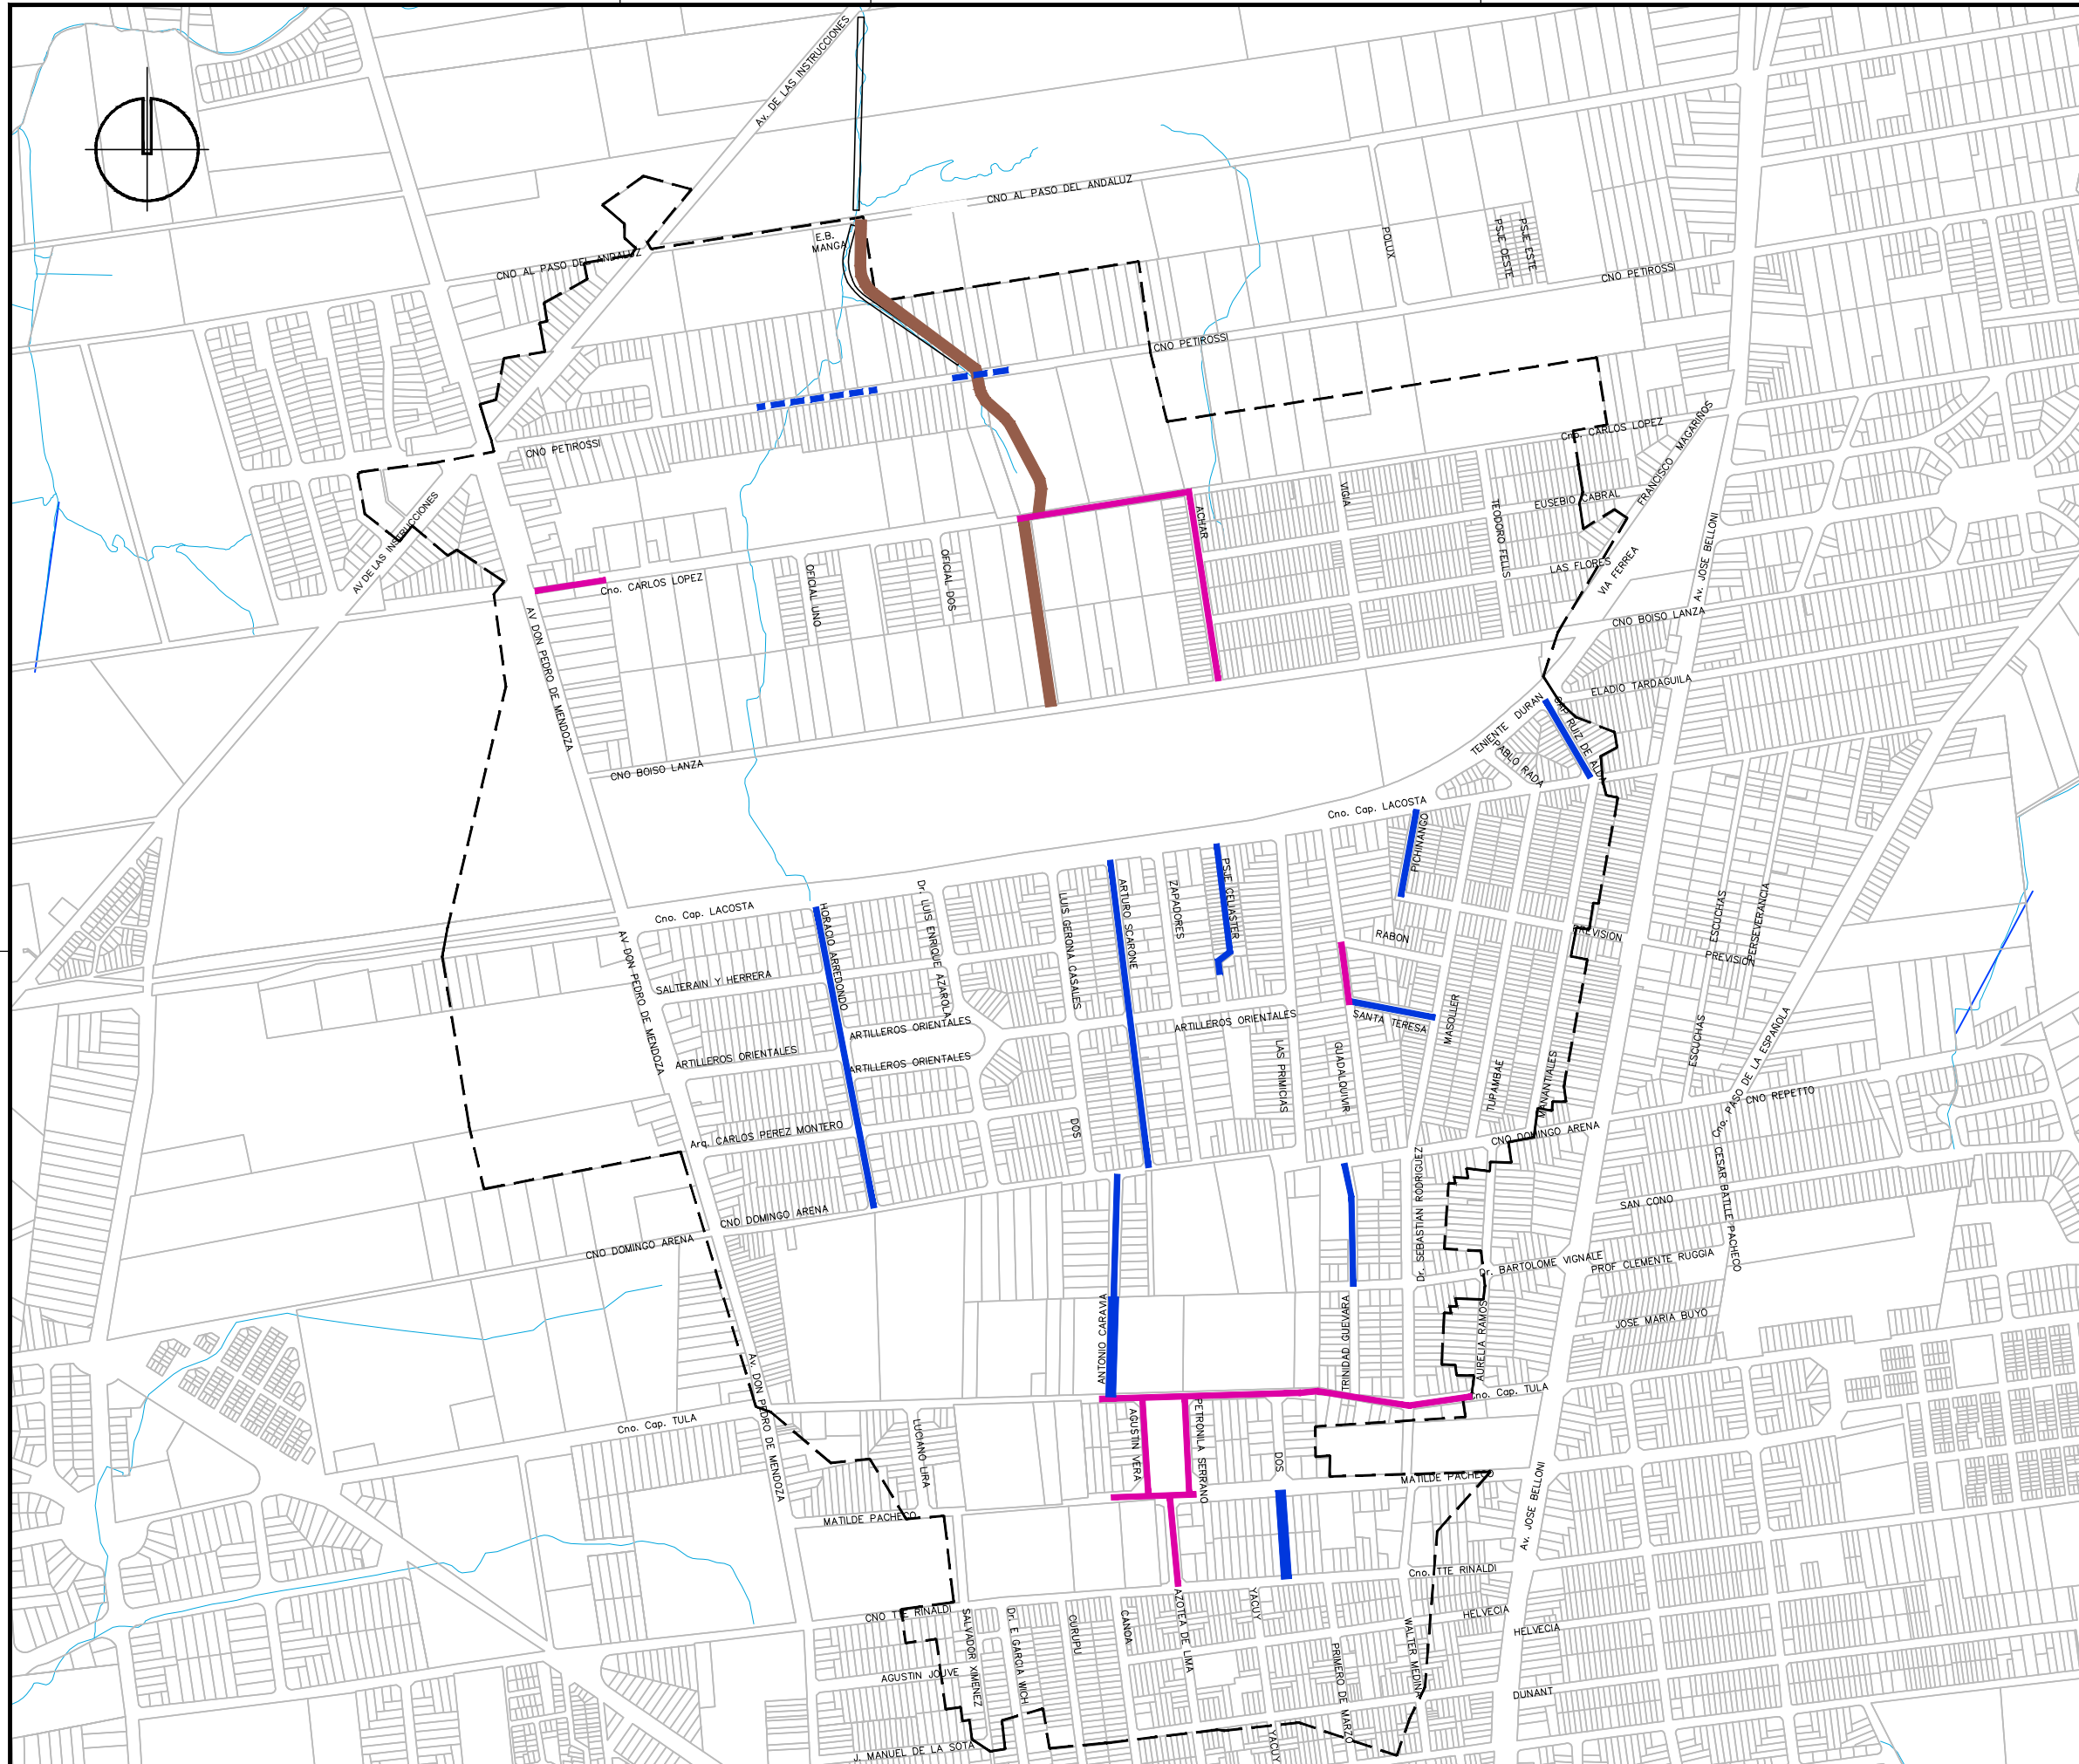 Av. DE LAS INSTRUCCIONES
CNO AL PASO DEL ANDALUZ
E.B.
MANGA
CNO AL PASO DEL ANDALUZ
POLUX
PSJE OESTE
PSJE ESTE
CNO PETIROSSI
CNO PETIROSSI
CNO PETIROSSI
Cno. CARLOS LOPEZ
FRANCISCO MAGARIÑOS
AV DE LAS INSTRUCCIONES
VIGIA
EUSEBIO CABRAL
TEODORO FELLIS
ACHAR
Av. JOSE BELLONI
LAS FLORES
VIA FERREA
OFICIAL UNO
OFICIAL DOS
Cno. CARLOS LOPEZ
CNO BOISO LANZA
AV DON PEDRO DE MENDOZA
ELADIO TARDAGUILA
TENIENTE DURAN
CAP RUIZ DE ALDA
PABLO RADA
CNO BOISO LANZA
Cno. Cap. LACOSTA
PICHINANGO
PSJE CELIASTER
ARTURO SCARONE
ZAPADORES
LUIS GERONA CASALES
Dr. LUIS ENRIQUE AZAROLA
HORACIO ARREDONDO
Cno. Cap. LACOSTA
AV DON PEDRO DE MENDOZA
ESCUCHAS
PERSEVERANCIA
RABON
PREVISION
PREVISION
SALTERAIN Y HERRERA
ARTILLEROS ORIENTALES
ARTILLEROS ORIENTALES
SANTA TERESA
MASOLLER
ESCUCHAS
Cno. PASO DE LA ESPAÑOLA
ARTILLEROS ORIENTALES
ARTILLEROS ORIENTALES
LAS PRIMICIAS
GUADALQUIVIR
TUPAMBAE
MANANTIALES
CNO REPETTO
Arq. CARLOS PEREZ MONTERO
DOS
CNO DOMINGO ARENA
CESAR BATLLE PACHECO
Dr. SEBASTIAN RODRIGUEZ
SAN CONO
CNO DOMINGO ARENA
CNO DOMINGO ARENA
Dr. BARTOLOME VIGNALE
PROF CLEMENTE RUGGIA
ANTONIO CARAVIA
TRINIDAD GUEVARA
AURELIA RAMOS
JOSE MARIA BUYO
Av. DON PEDRO DE MENDOZA
Cno. Cap. TULA
Cno. Cap. TULA
LUCIANO LIRA
AGUSTIN VERA
PETRONILA SERRANO
DOS
MATILDE PACHECO
Av. JOSE BELLONI
MATILDE PACHECO
Cno. TTE RINALDI
CNO TTE RINALDI
SALVADOR XIMENEZ
Dr. E GARCIA WICH
CURUPU
CANOA
AZOTEA DE LIMA
YACUY
HELVECIA
HELVECIA
WALTER MEDINA
PRIMERO DE MARZO
AGUSTIN JOUVE
DUNANT
J. MANUEL DE LA SOTA
YACUY